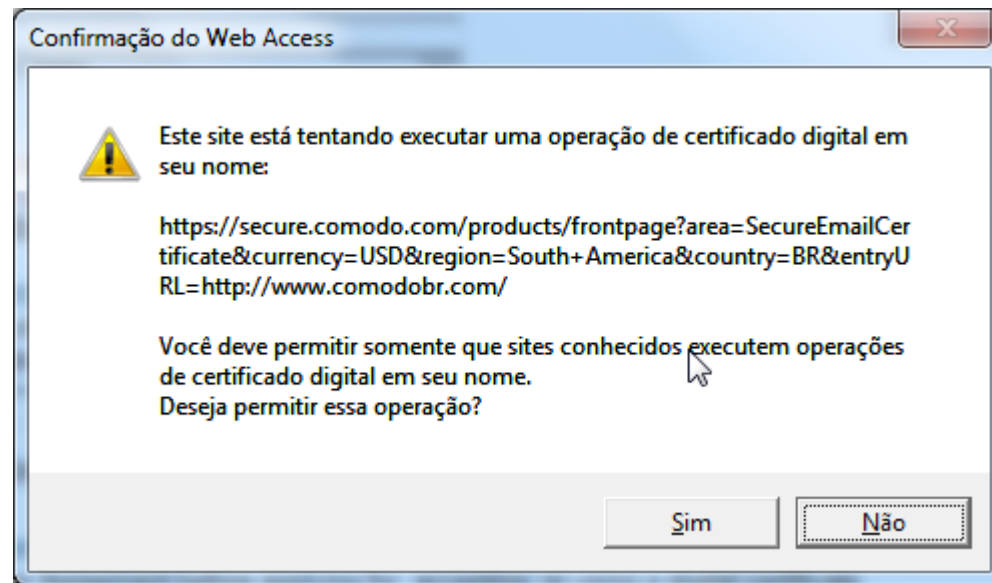 Confirmação do Web Access
Este site está tentando executar uma operação de certificado digital em
seu nome:
https://secure.comodo.com/products/frontpage?area=SecureEmailCer
tificate&currency=USD&region=South+America&country=BR&entryU
RL=http://www.comodobr.com/
Você deve permitir somente que sites conhecidos executem operações
de certificado digital em seu nome.
Deseja permitir essa operação?
Sim
Não